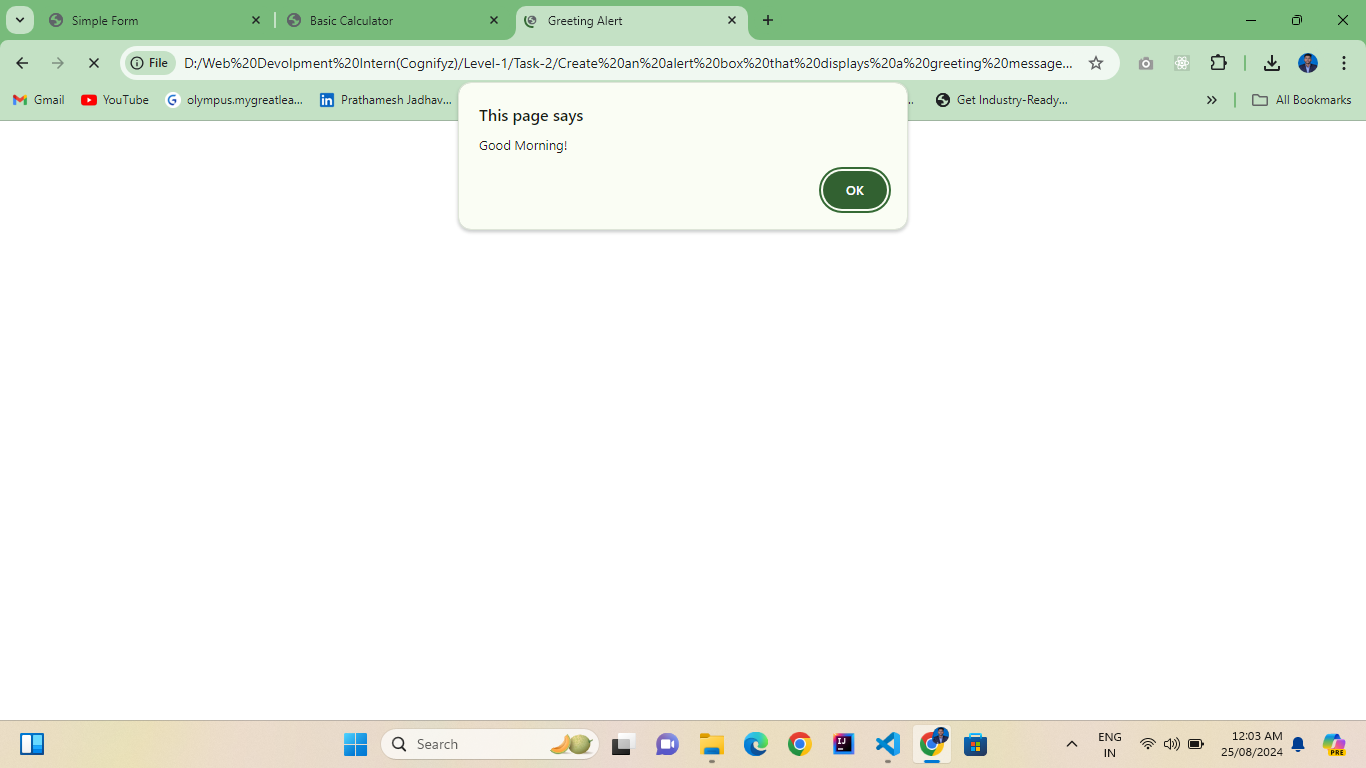 Simple Form
Basic Calculator
Greeting Alert
File
D:/Web%20Devolpment%20Intern(Cognifyz)/Level-1/Task-2/Create%20an%20alert%20box%20that%20displays%20a%20greeting%20message...
Gmail
YouTube
olympus.mygreatlea...
Prathamesh Jadhav...
Get Industry-Ready...
All Bookmarks
This page says
Good Morning!
OK
Search
ENG
IN
12:03 AM
25/08/2024
PRE